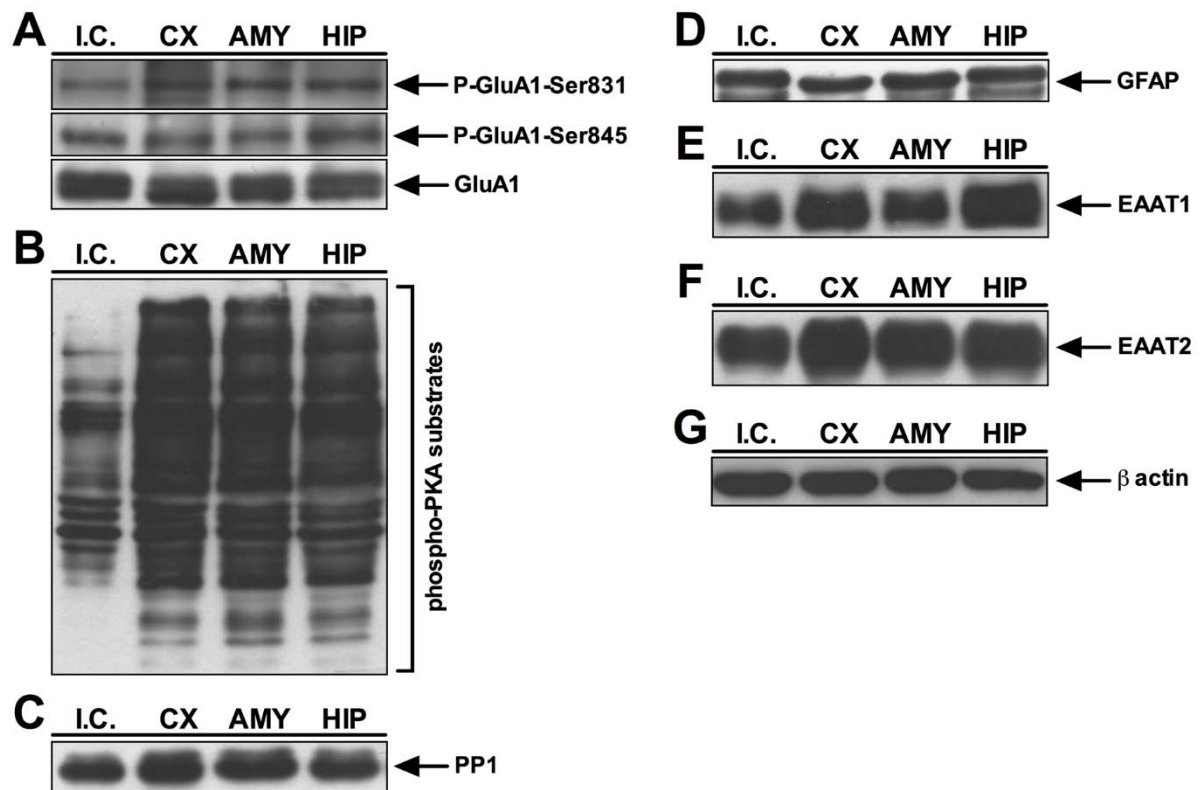 A
I.C. CX AMY HIP
P-GluA1-Ser831
P-GluA1-Ser845
GluA1
B
I.C. CX AMY HIP
phospho-PKA substrates
C
I.C. CX AMY HIP
PP1
D
I.C. CX AMY HIP
GFAP
E
I.C. CX AMY HIP
EAAT1
F
I.C. CX AMY HIP
EAAT2
G
I.C. CX AMY HIP
β actin